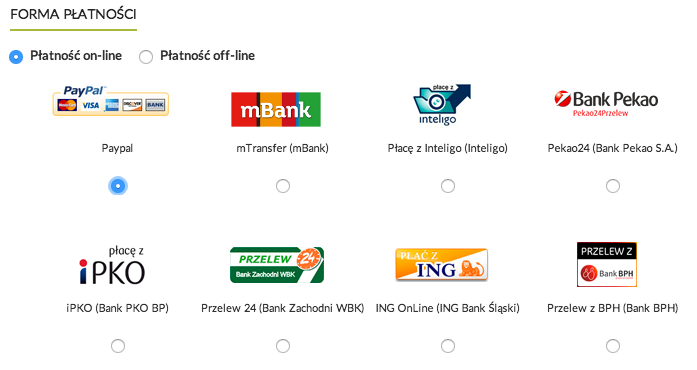 FORMA PŁATNOŚCI
Płatność on-line Płatność off-line
PayPal
VISA
AMEX
DISCOVER
BANK
mBank
płacę z
inteligo
Bank Pekao
Pekao24Przelew
Paypal
mTransfer (mBank)
Płacę z Inteligo (Inteligo)
Pekao24 (Bank Pekao S.A.)
płacę z
iPKO
PRZELEW 24
Bank Zachodni WBK
PŁAĆ Z
ING
PRZELEW Z
Bank BPH
iPKO (Bank PKO BP)
Przelew 24 (Bank Zachodni WBK)
ING OnLine (ING Bank Śląski)
Przelew z BPH (Bank BPH)